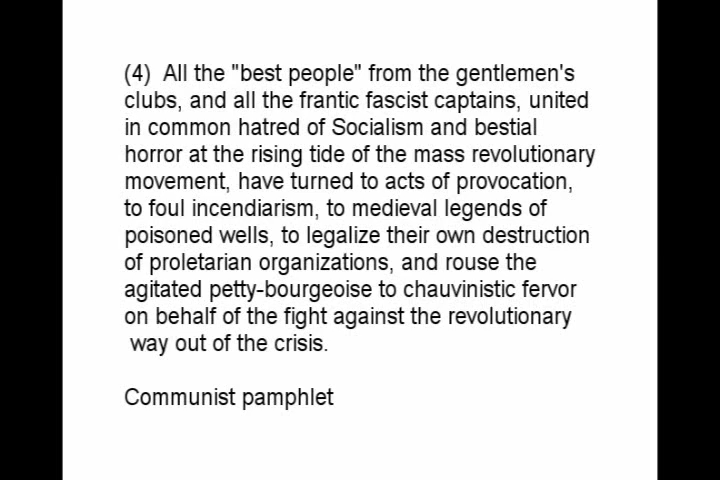 (4)  All the "best people" from the gentlemen's
clubs, and all the frantic fascist captains, united
in common hatred of Socialism and bestial
horror at the rising tide of the mass revolutionary
movement, have turned to acts of provocation,
to foul incendiarism, to medieval legends of
poisoned wells, to legalize their own destruction
of proletarian organizations, and rouse the
agitated petty-bourgeoise to chauvinistic fervor
on behalf of the fight against the revolutionary
way out of the crisis.
Communist pamphlet